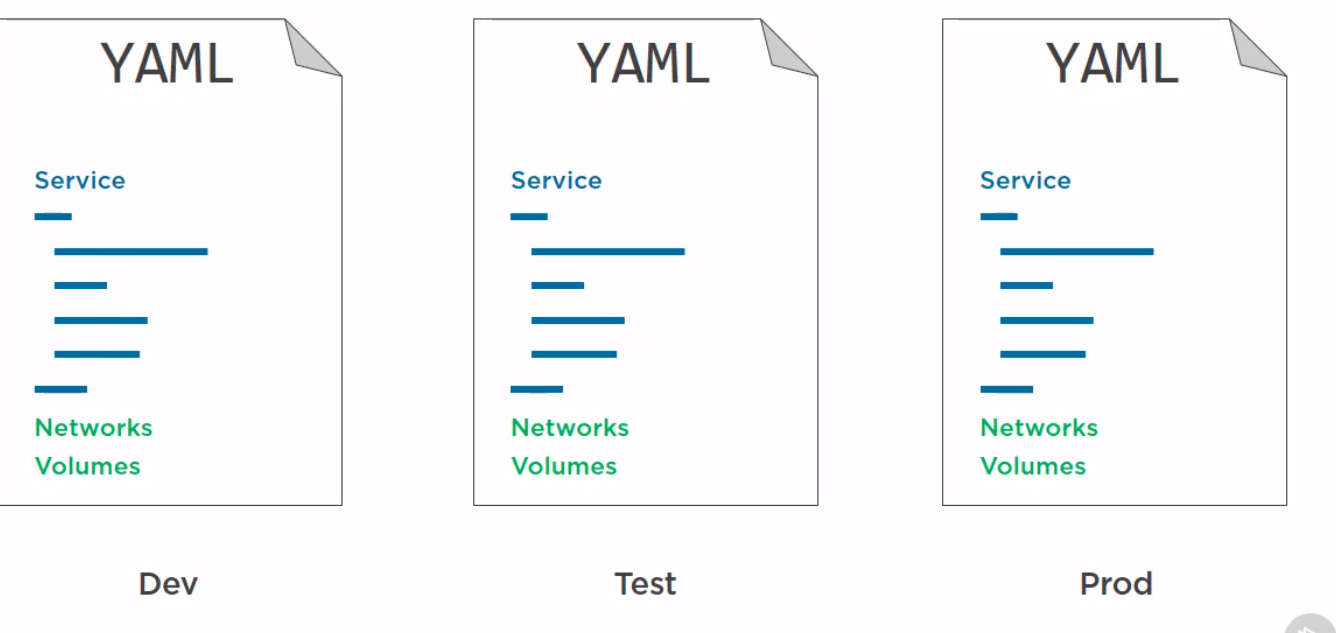 YAML
Service
Networks
Volumes
Dev
YAML
Service
Networks
Volumes
Test
YAML
Service
Networks
Volumes
Prod